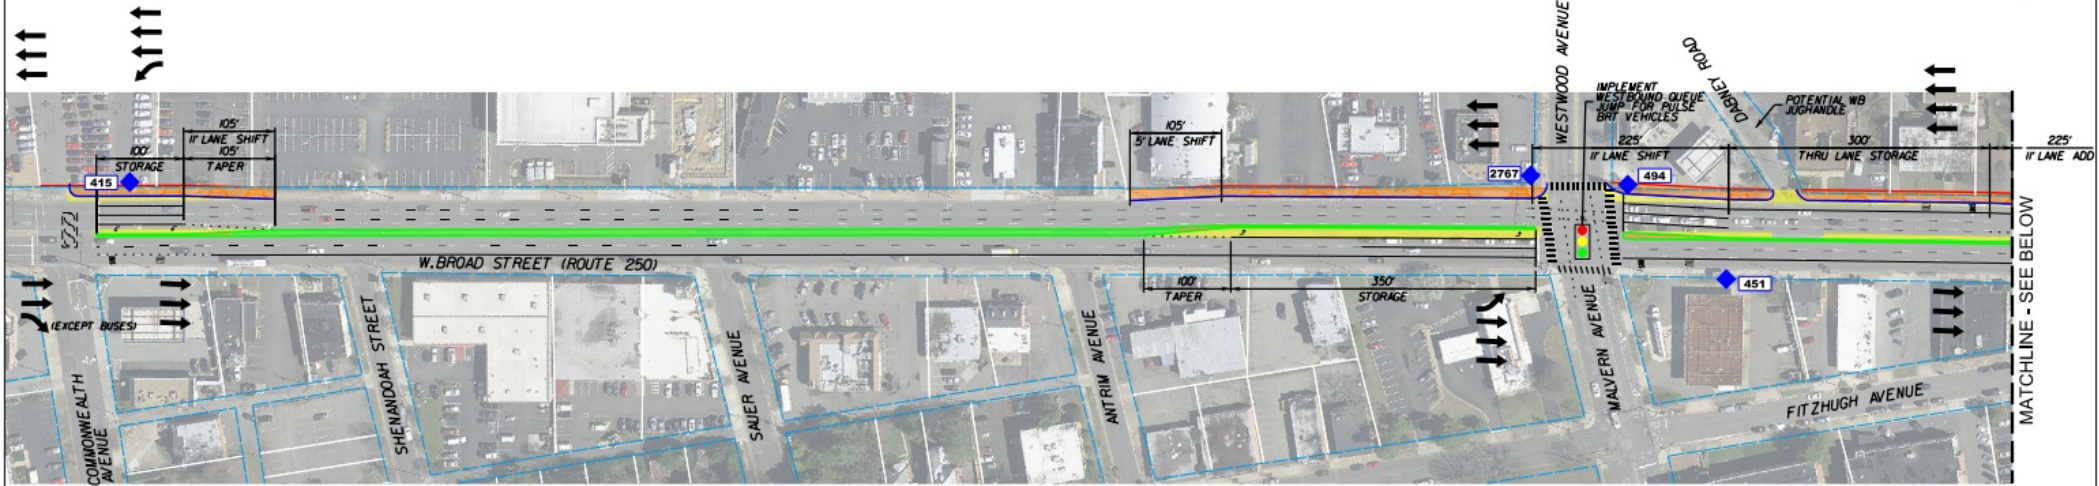 WESTWOOD AVENUE
DABNEY ROAD
IMPLEMENT
WESTBOUND QUEUE
JUMP FOR PULSE
BRT VEHICLES
POTENTIAL WB
JUGHANDLE
105'
11' LANE SHIFT
100'
105'
STORAGE
TAPER
105'
5' LANE SHIFT
225'
11' LANE SHIFT
300'
THRU LANE STORAGE
225'
11' LANE ADD
415
2767
494
W.BROAD STREET (ROUTE 250)
100'
TAPER
350'
STORAGE
451
(EXCEPT BUSES)
COMMONWEALTH
AVENUE
SHENANDOAH STREET
SAUER AVENUE
ANTRIM AVENUE
MALVERN AVENUE
FITZHUGH AVENUE
MATCHLINE - SEE BELOW